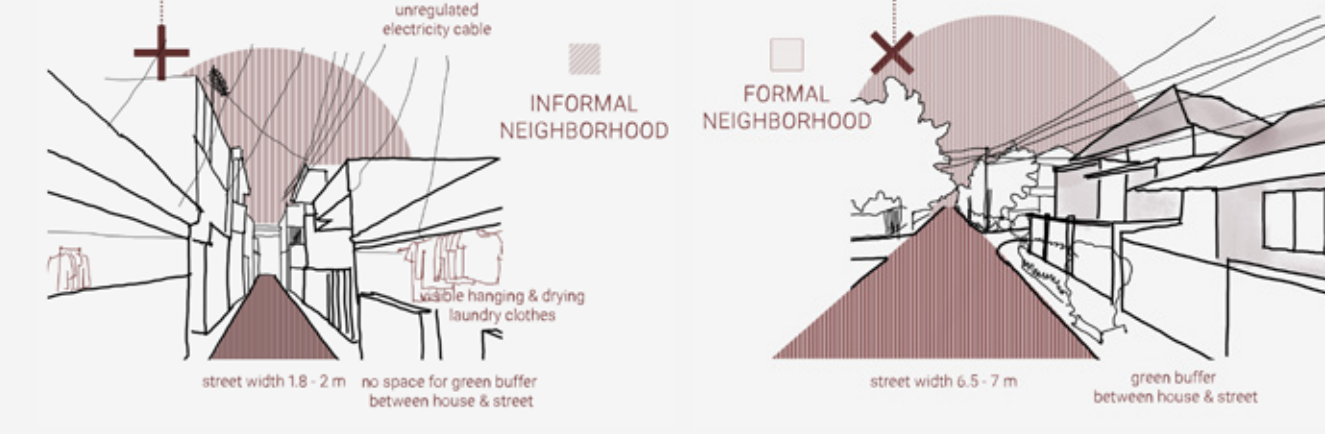 unregulated
electricity cable
INFORMAL
NEIGHBORHOOD
visible hanging & drying
laundry clothes
street width 1.8 - 2 m
no space for green buffer
between house & street
FORMAL
NEIGHBORHOOD
street width 6.5 - 7 m
green buffer
between house & street